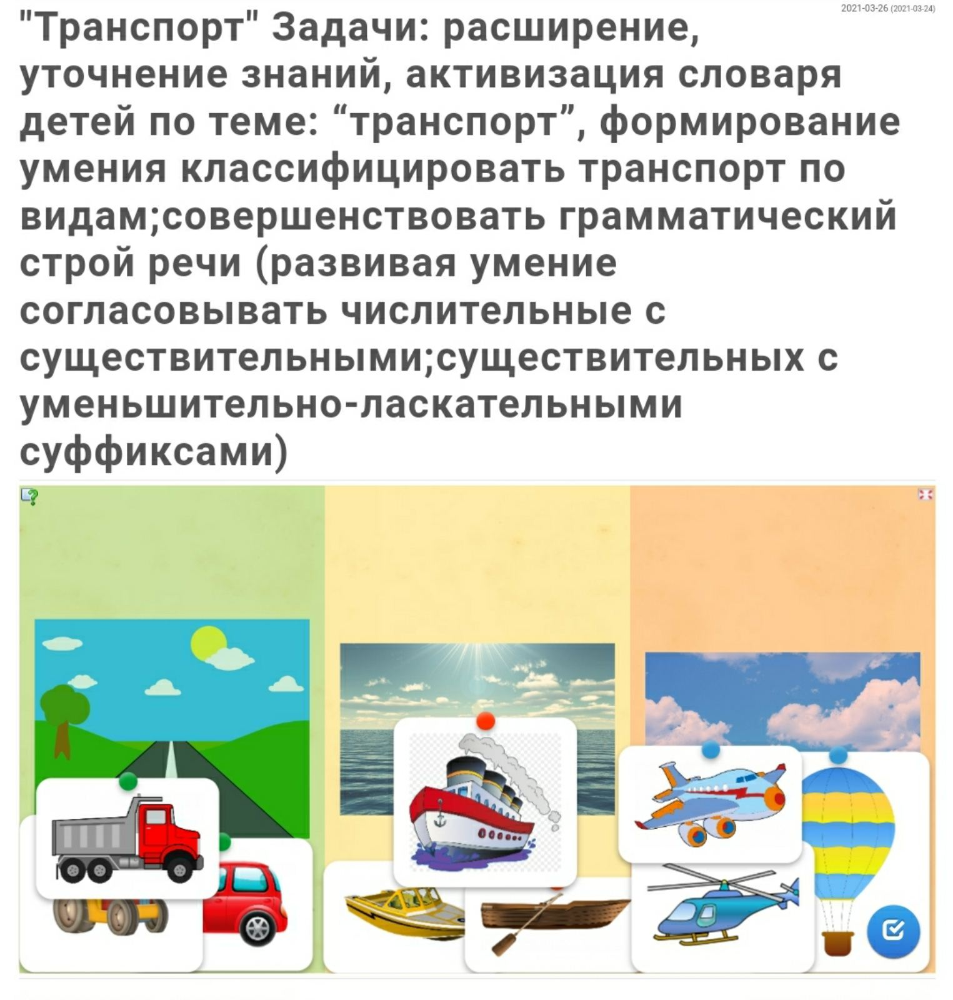 2021-03-26 (2021-03-24)
"Транспорт" Задачи: расширение,
уточнение знаний, активизация словаря
детей по теме: “транспорт”, формирование
умения классифицировать транспорт по
видам;совершенствовать грамматический
строй речи (развивая умение
согласовывать числительные с
существительными;существительных с
уменьшительно-ласкательными
суффиксами)